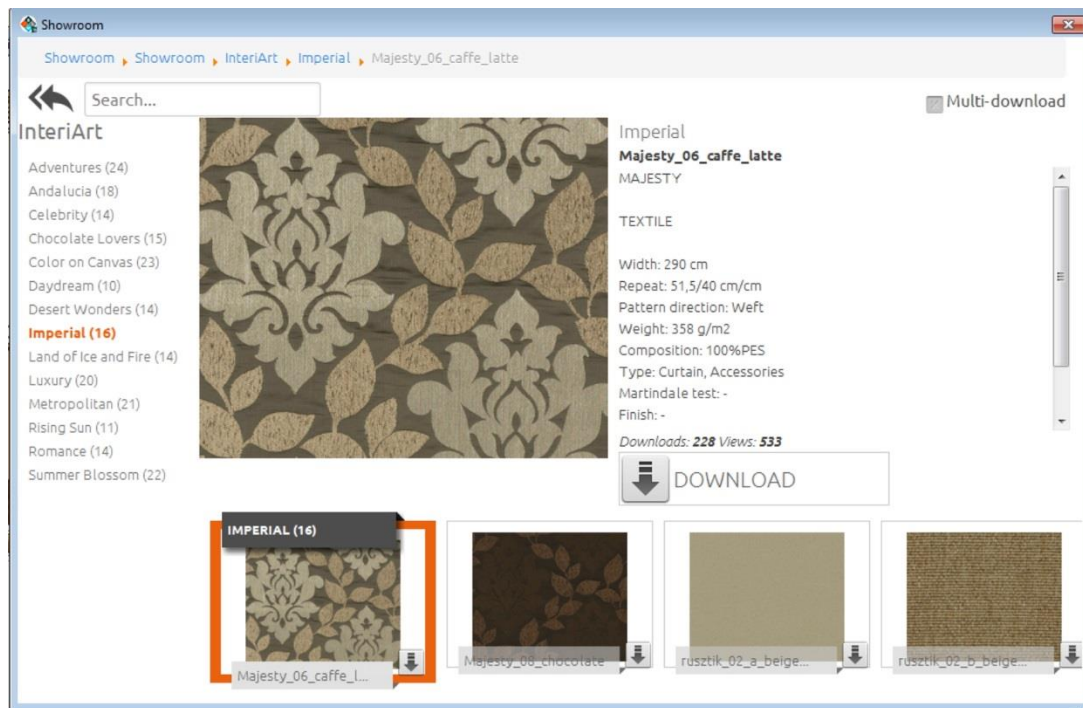 Showroom
Showroom Showroom InteriArt Imperial Majesty_06_caffe_latte
Search...
Multi-download
InteriArt
Adventures (24)
Andalucia (18)
Celebrity (14)
Chocolate Lovers (15)
Color on Canvas (23)
Daydream (10)
Desert Wonders (14)
Imperial (16)
Land of Ice and Fire (14)
Luxury (20)
Metropolitan (21)
Rising Sun (11)
Romance (14)
Summer Blossom (22)
Imperial
Majesty_06_caffe_latte
MAJESTY
TEXTILE
Width: 290 cm
Repeat: 51,5/40 cm/cm
Pattern direction: Weft
Weight: 358 g/m2
Composition: 100%PES
Type: Curtain, Accessories
Martindale test: -
Finish: -
Downloads: 228 Views: 533
DOWNLOAD
IMPERIAL (16)
Majesty_06_caffe_l...
Majesty_08_chocolate
rusztik_02_a_beige...
rusztik_02_b_beige...